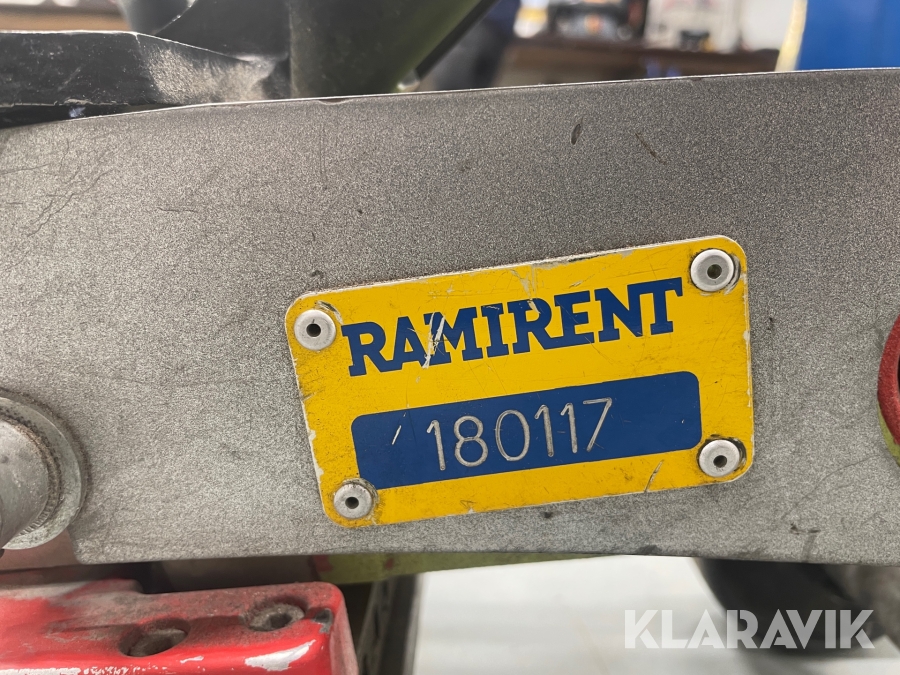 RAMIRENT
180117
KLARAVIK